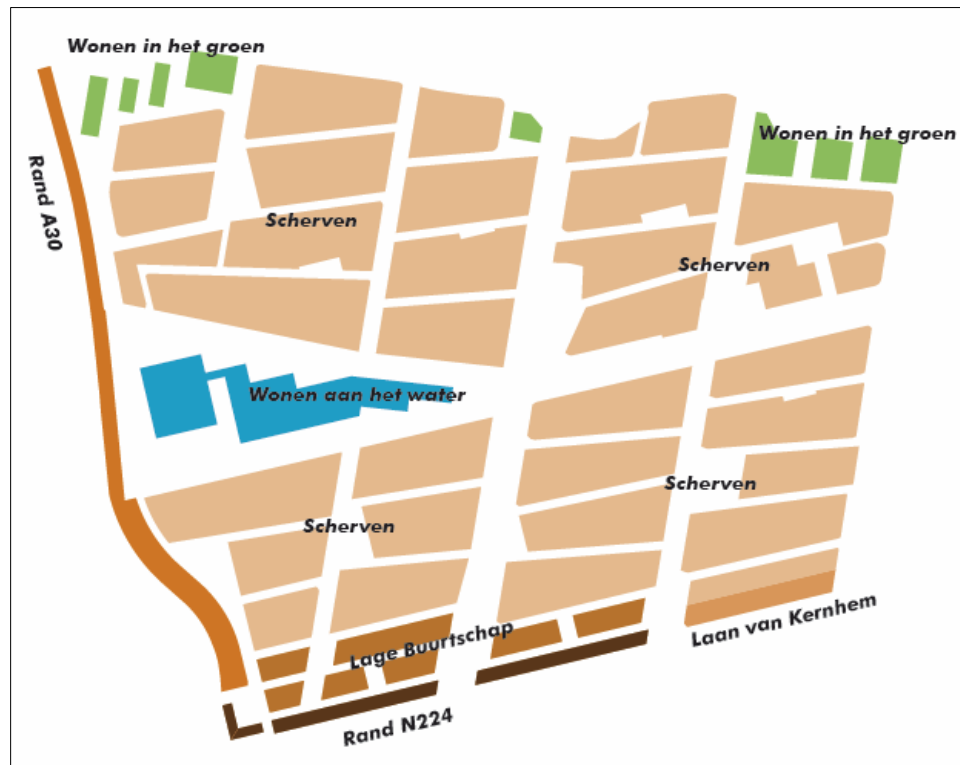 Wonen in het groen
Wonen in het groen
Rand A30
Scherven
Scherven
Wonen aan het water
Scherven
Scherven
Laan van Kernhem
Lage Buurtschap
Rand N224